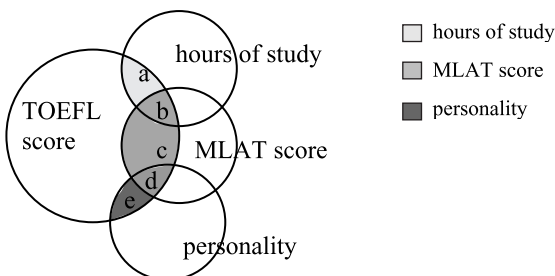 hours of study
a
b
TOEFL
score
c
MLAT score
d
e
personality
hours of study
MLAT score
personality